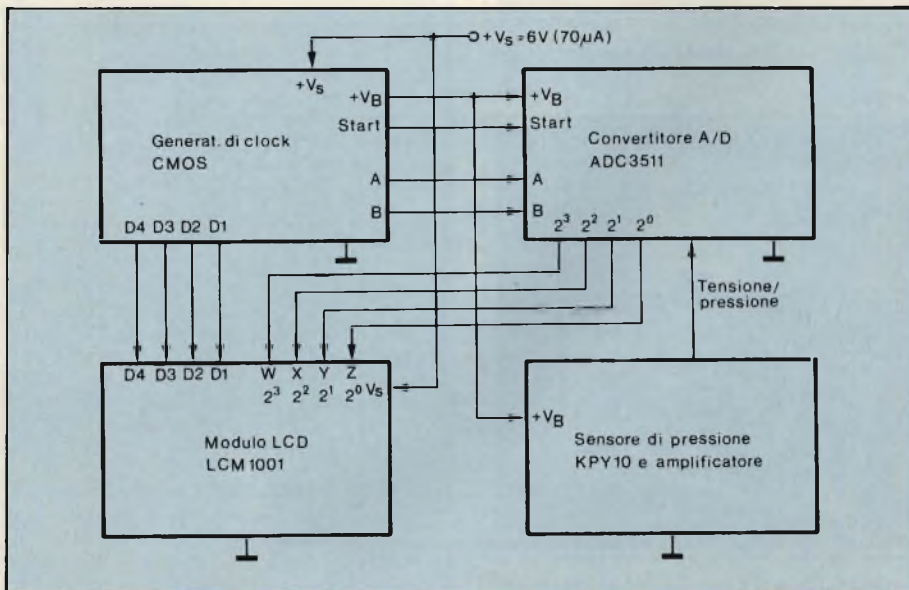 +VS = 6V (70µA)
+VS
+VB
Start
Generat. di clock
CMOS
A
B
D4 D3 D2 D1
+VB
Start
Convertitore A/D
ADC3511
A
B
2³ 2² 2¹ 2⁰
Tensione/
pressione
D4 D3 D2 D1 W X Y Z
2³ 2² 2¹ 2⁰ VS
Modulo LCD
LCM1001
+VB
Sensore di pressione
KPY10 e amplificatore